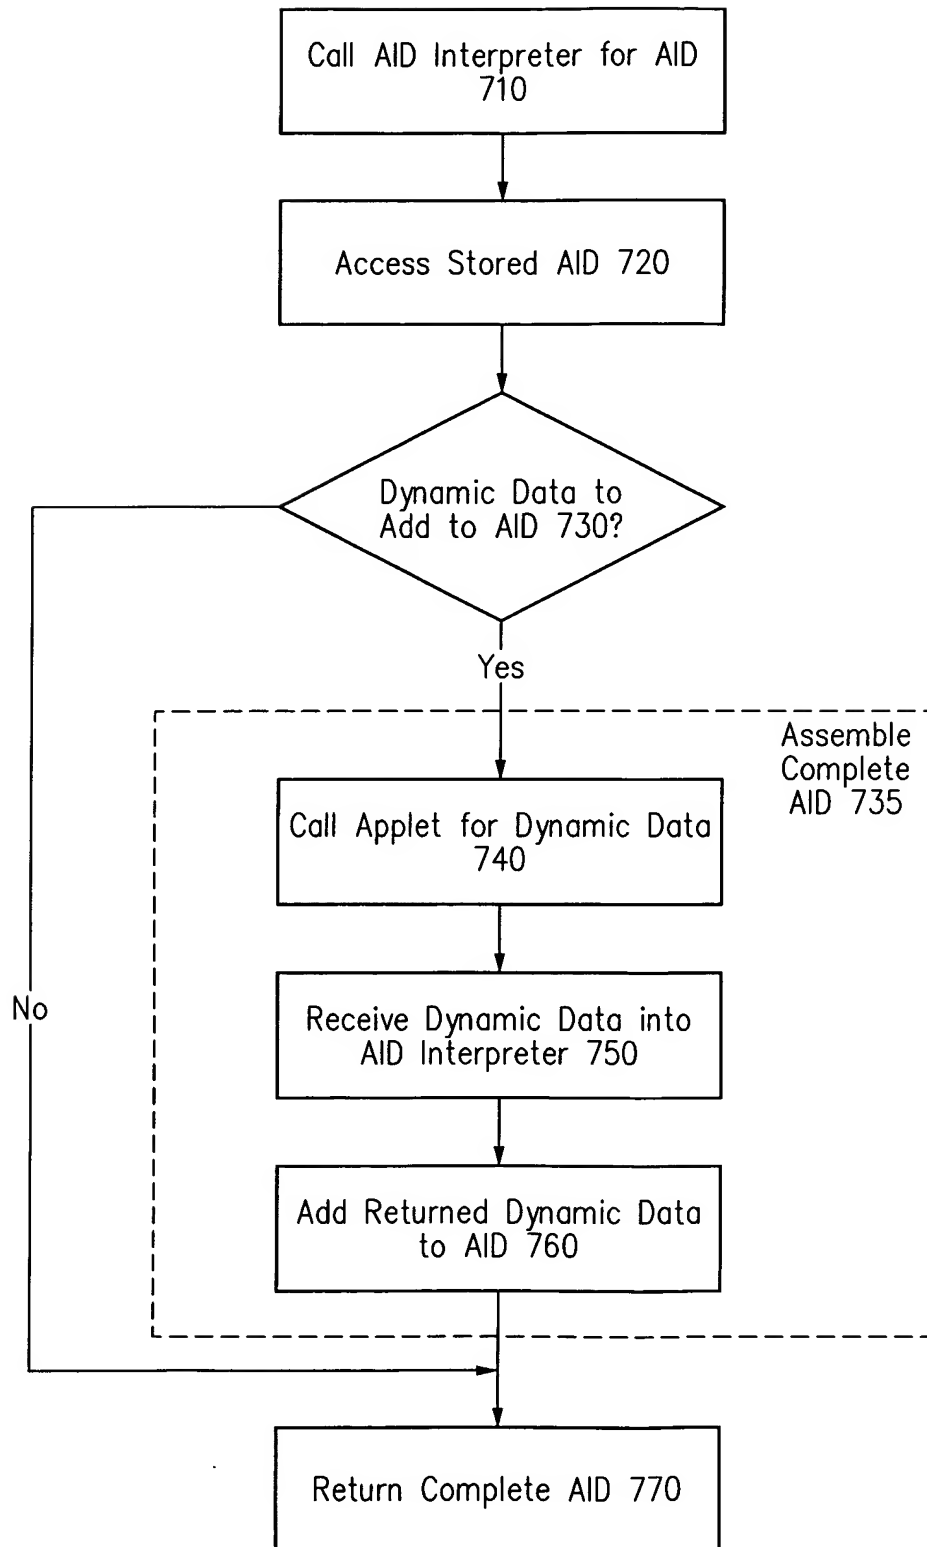 Call AID Interpreter for AID
710
Access Stored AID 720
Dynamic Data to
Add to AID 730?
Yes
Assemble
Complete
AID 735
Call Applet for Dynamic Data
740
No
Receive Dynamic Data into
AID Interpreter 750
Add Returned Dynamic Data
to AID 760
Return Complete AID 770